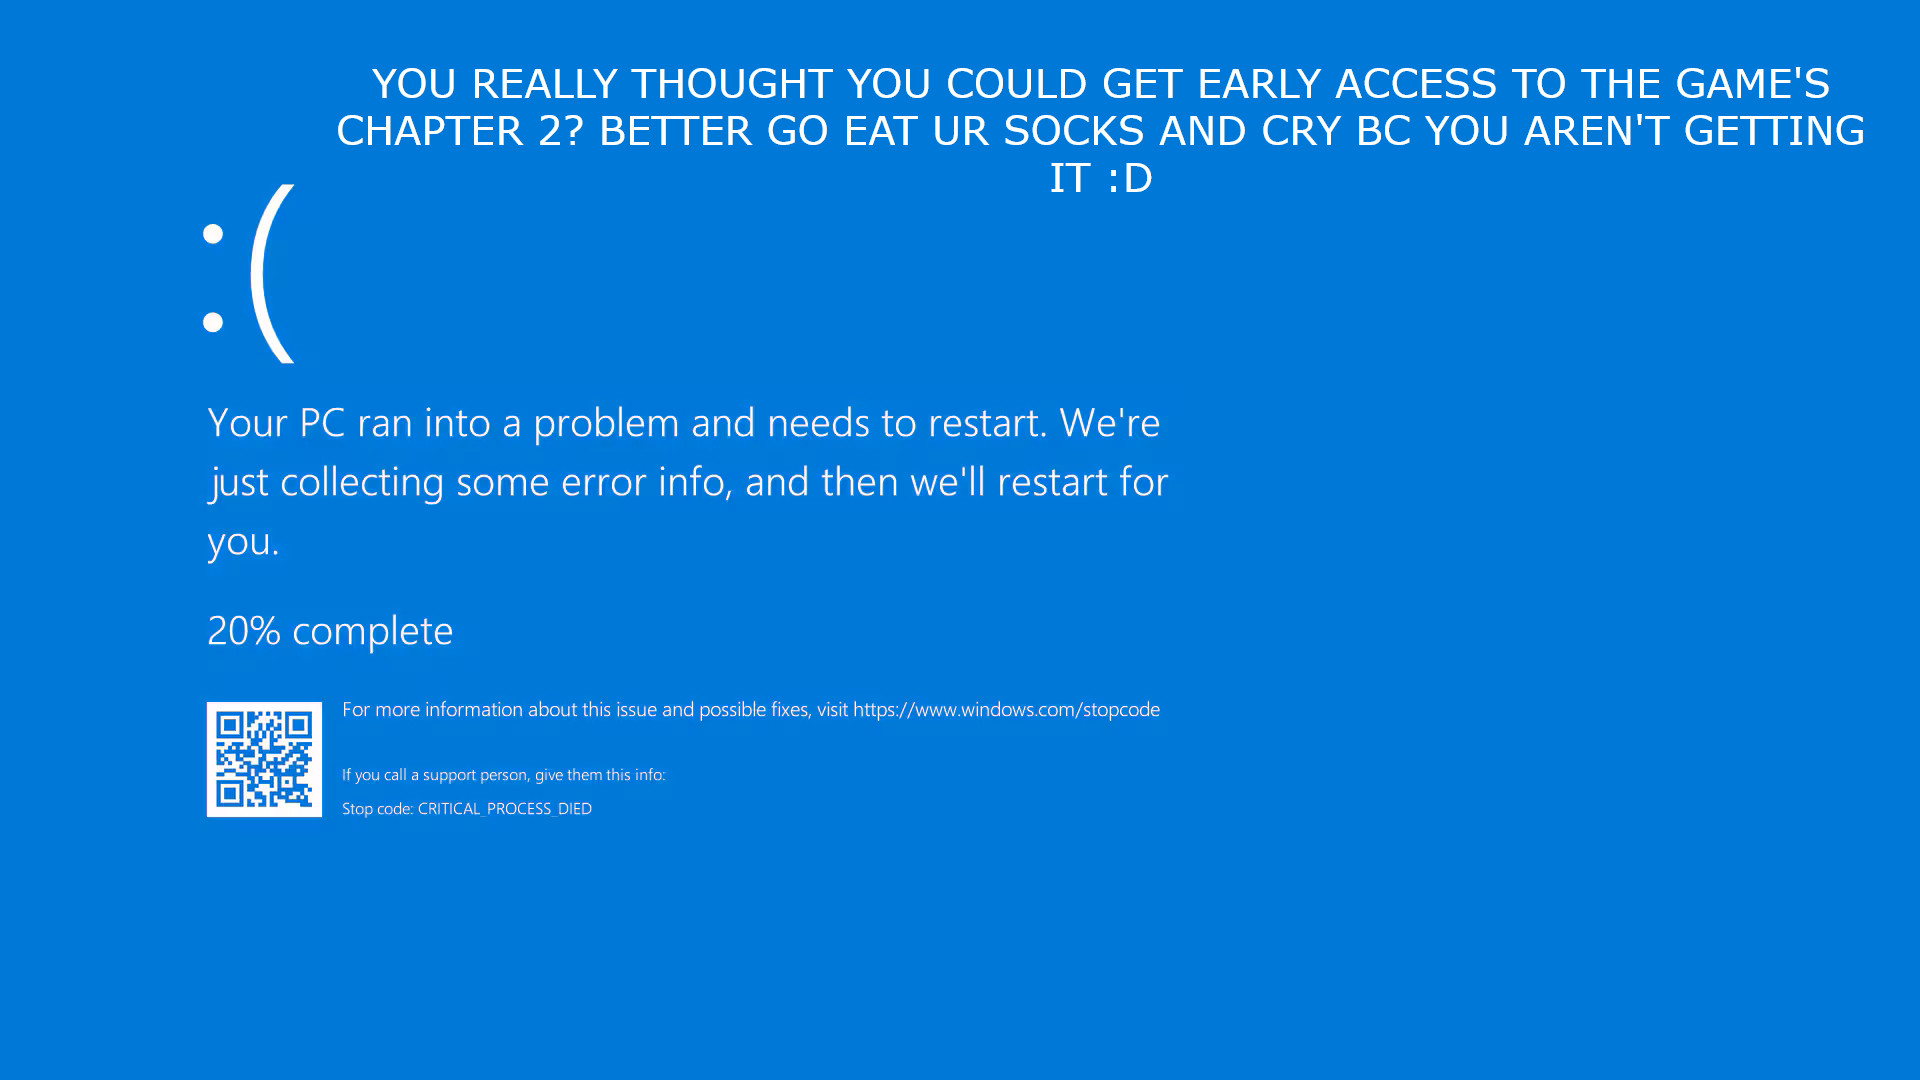 YOU REALLY THOUGHT YOU COULD GET EARLY ACCESS TO THE GAME'S
CHAPTER 2? BETTER GO EAT UR SOCKS AND CRY BC YOU AREN'T GETTING
IT :D
:(
Your PC ran into a problem and needs to restart. We're
just collecting some error info, and then we'll restart for
you.
20% complete
For more information about this issue and possible fixes, visit https://www.windows.com/stopcode
If you call a support person, give them this info:
Stop code: CRITICAL_PROCESS_DIED